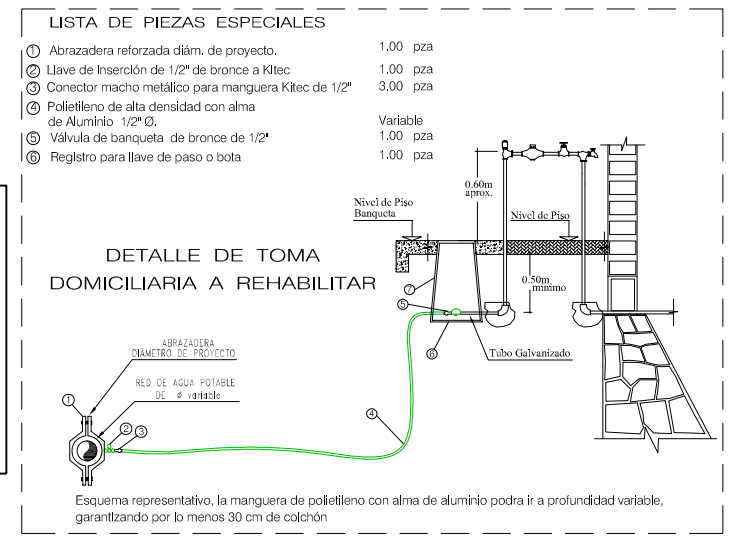 LISTA DE PIEZAS ESPECIALES
1 Abrazadera reforzada diám. de proyecto. 1.00 pza
2 Llave de Inserción de 1/2" de bronce a Kitec 1.00 pza
3 Conector macho metálico para manguera Kitec de 1/2" 3.00 pza
4 Polietileno de alta densidad con alma
de Aluminio 1/2" Ø. Variable
5 Válvula de banqueta de bronce de 1/2" 1.00 pza
6 Registro para llave de paso o bota 1.00 pza
0.60m
aprox.
Nivel de Piso
Banqueta
Nivel de Piso
DETALLE DE TOMA
DOMICILIARIA A REHABILITAR
7
0.50m
mínimo
5
6
Tubo Galvanizado
ABRAZADERA
DIÁMETRO DE PROYECTO
RED DE AGUA POTABLE
DE ø variable
1
2
3
4
Esquema representativo, la manguera de polietileno con alma de aluminio podra ir a profundidad variable,
garantizando por lo menos 30 cm de colchón